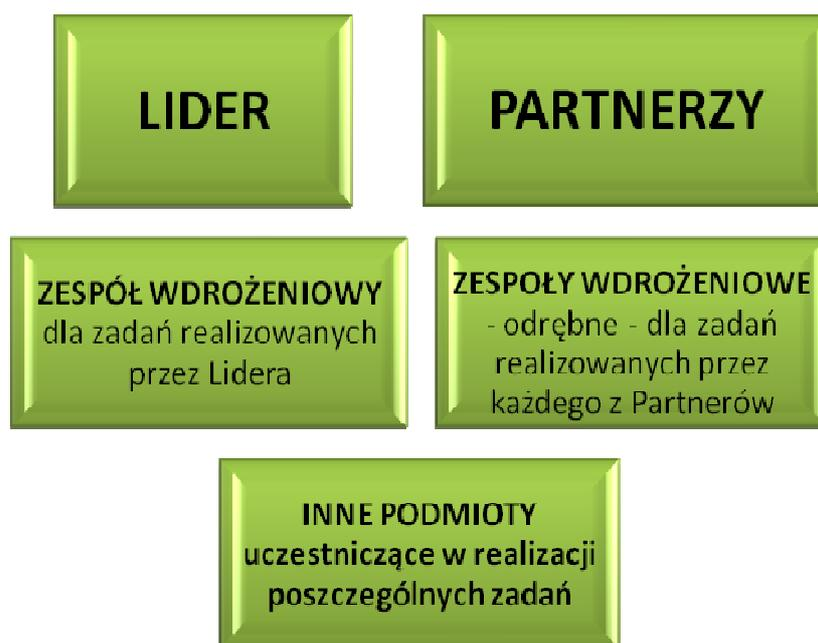 LIDER
PARTNERZY
ZESPÓŁ WDROŻENIOWY
dla zadań realizowanych
przez Lidera
ZESPOŁY WDROŻENIOWE
- odrębne - dla zadań
realizowanych przez
każdego z Partnerów
INNE PODMIOTY
uczestniczące w realizacji
poszczególnych zadań